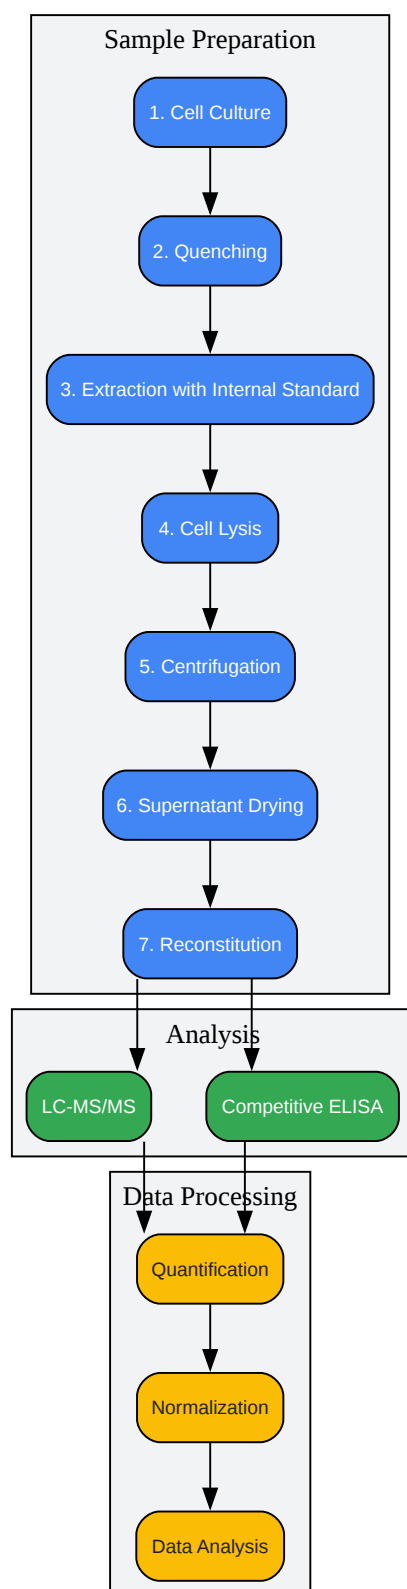 Sample Preparation
1. Cell Culture
2. Quenching
3. Extraction with Internal Standard
4. Cell Lysis
5. Centrifugation
6. Supernatant Drying
7. Reconstitution
Analysis
LC-MS/MS
Competitive ELISA
Data Processing
Quantification
Normalization
Data Analysis